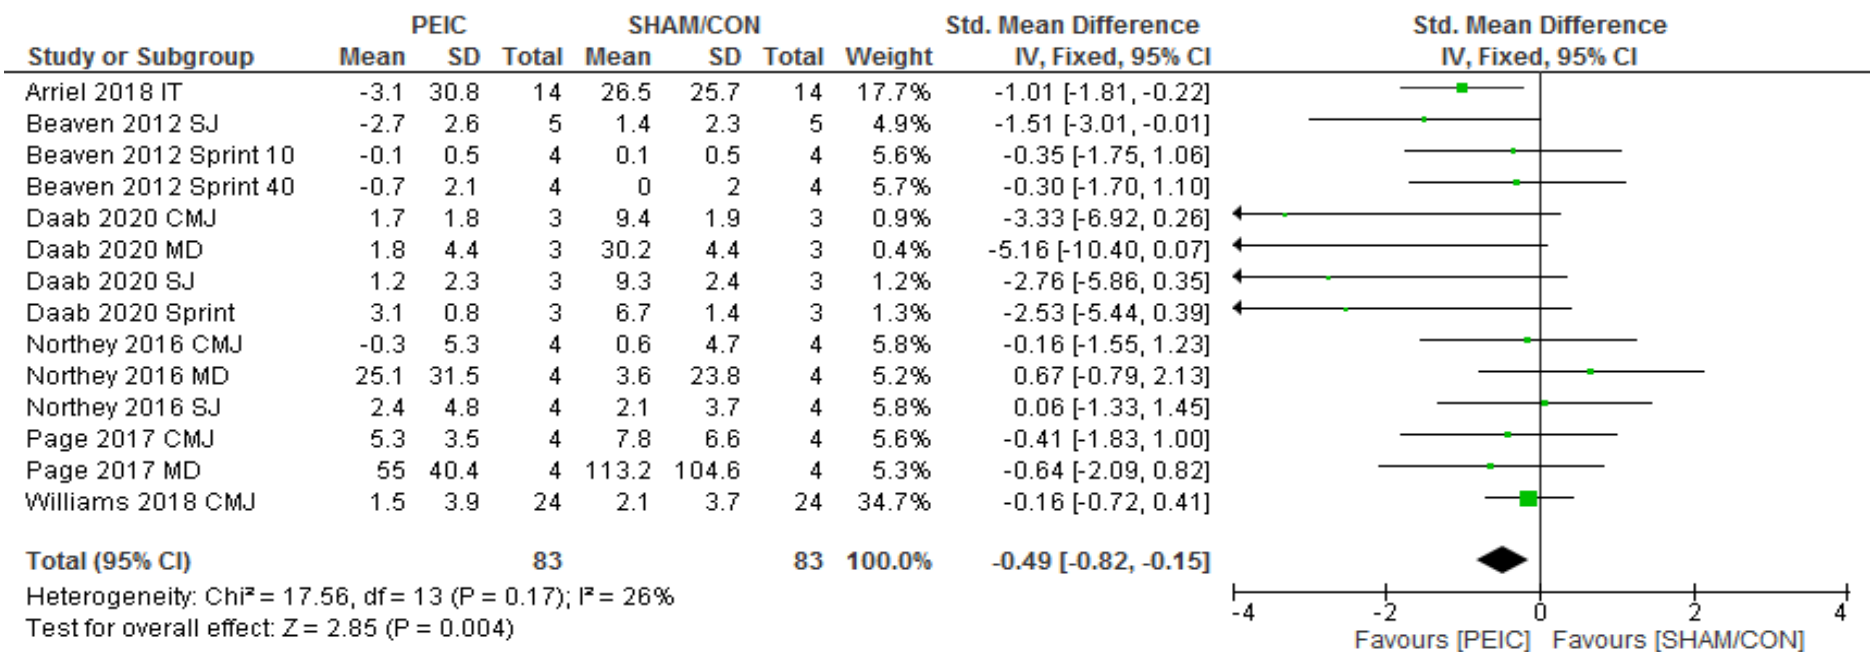 PEIC SHAM/CON Std. Mean Difference Std. Mean Difference
Study or Subgroup Mean SD Total Mean SD Total Weight IV, Fixed, 95% CI IV, Fixed, 95% CI
Arriel 2018 IT -3.1 30.8 14 26.5 25.7 14 17.7% -1.01 [-1.81, -0.22]
Beaven 2012 SJ -2.7 2.6 5 1.4 2.3 5 4.9% -1.51 [-3.01, -0.01]
Beaven 2012 Sprint 10 -0.1 0.5 4 0.1 0.5 4 5.6% -0.35 [-1.75, 1.06]
Beaven 2012 Sprint 40 -0.7 2.1 4 0 2 4 5.7% -0.30 [-1.70, 1.10]
Daab 2020 CMJ 1.7 1.8 3 9.4 1.9 3 0.9% -3.33 [-6.92, 0.26]
Daab 2020 MD 1.8 4.4 3 30.2 4.4 3 0.4% -5.16 [-10.40, 0.07]
Daab 2020 SJ 1.2 2.3 3 9.3 2.4 3 1.2% -2.76 [-5.86, 0.35]
Daab 2020 Sprint 3.1 0.8 3 6.7 1.4 3 1.3% -2.53 [-5.44, 0.39]
Northey 2016 CMJ -0.3 5.3 4 0.6 4.7 4 5.8% -0.16 [-1.55, 1.23]
Northey 2016 MD 25.1 31.5 4 3.6 23.8 4 5.2% 0.67 [-0.79, 2.13]
Northey 2016 SJ 2.4 4.8 4 2.1 3.7 4 5.8% 0.06 [-1.33, 1.45]
Page 2017 CMJ 5.3 3.5 4 7.8 6.6 4 5.6% -0.41 [-1.83, 1.00]
Page 2017 MD 55 40.4 4 113.2 104.6 4 5.3% -0.64 [-2.09, 0.82]
Williams 2018 CMJ 1.5 3.9 24 2.1 3.7 24 34.7% -0.16 [-0.72, 0.41]
Total (95% CI) 83 83 100.0% -0.49 [-0.82, -0.15]
Heterogeneity: Chi² = 17.56, df = 13 (P = 0.17); I² = 26%
Test for overall effect: Z = 2.85 (P = 0.004)
-4 -2 0 2 4
Favours [PEIC] Favours [SHAM/CON]